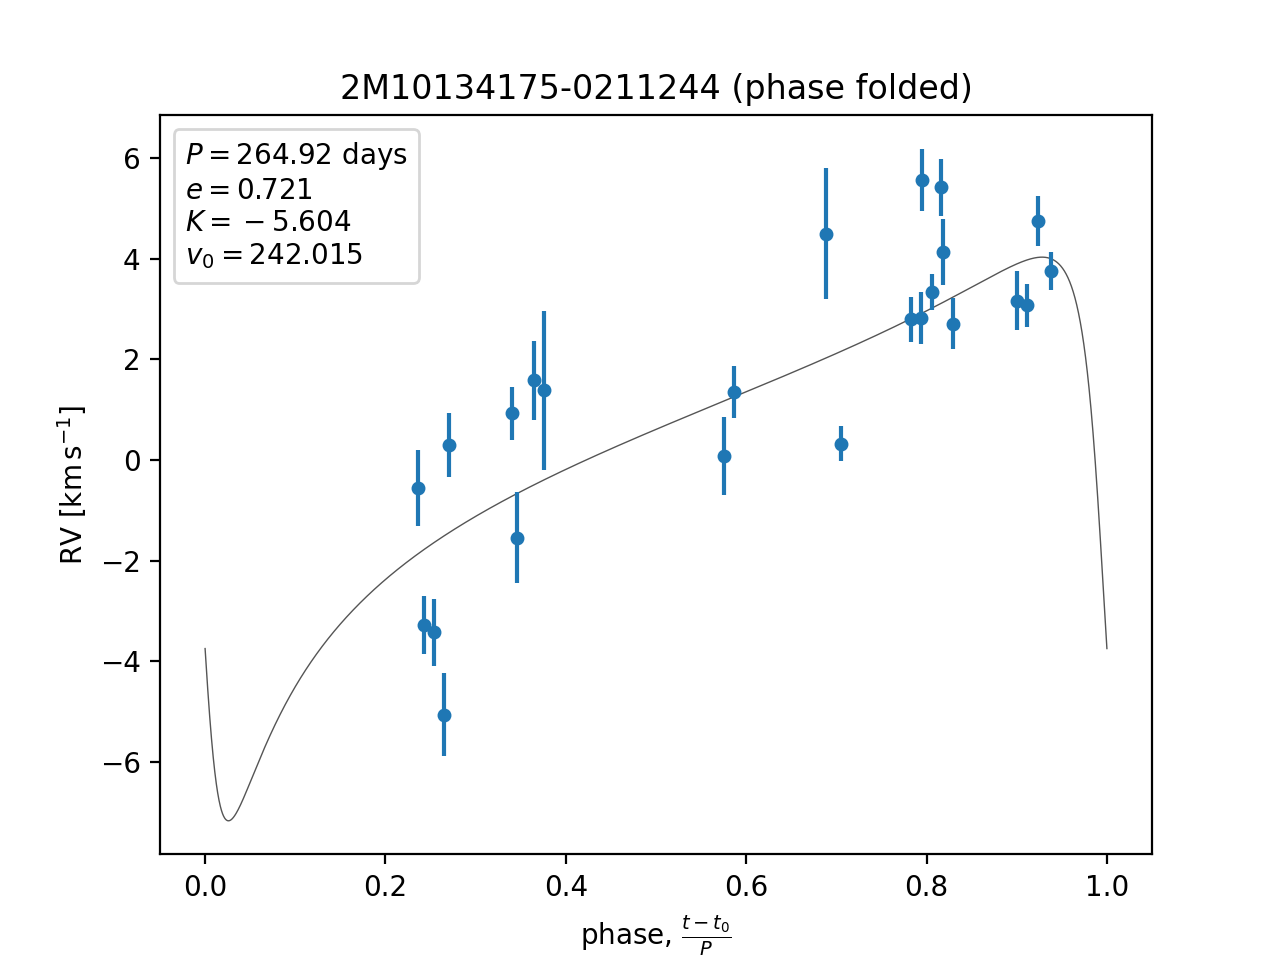 2M10134175-0211244 (phase folded)
P = 264.92 days
e = 0.721
K = −5.604
v₀ = 242.015
6
4
2
0
−2
−4
−6
RV [km s⁻¹]
0.0 0.2 0.4 0.6 0.8 1.0
phase, (t − t₀)/P